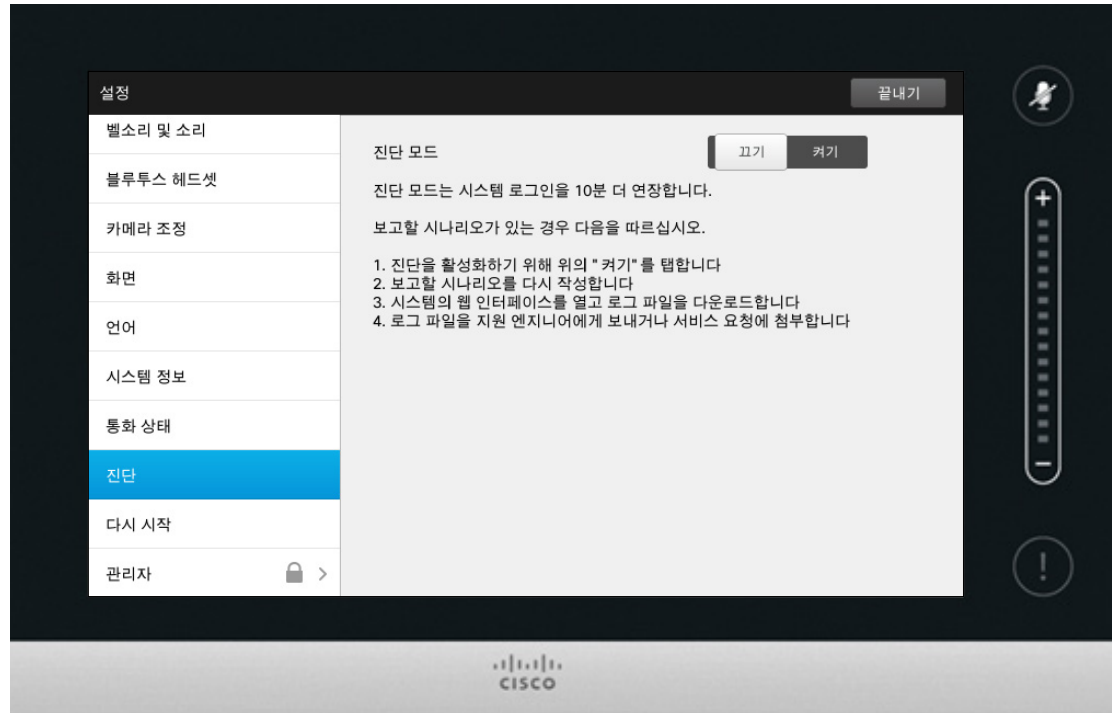 설정
끝내기
벨소리 및 소리
블루투스 헤드셋
카메라 조정
화면
언어
시스템 정보
통화 상태
진단
다시 시작
관리자
진단 모드
끄기
켜기
진단 모드는 시스템 로그인을 10분 더 연장합니다.
보고할 시나리오가 있는 경우 다음을 따르십시오.
1. 진단을 활성화하기 위해 위의 " 켜기" 를 탭합니다
2. 보고할 시나리오를 다시 작성합니다
3. 시스템의 웹 인터페이스를 열고 로그 파일을 다운로드합니다
4. 로그 파일을 지원 엔지니어에게 보내거나 서비스 요청에 첨부합니다
CISCO